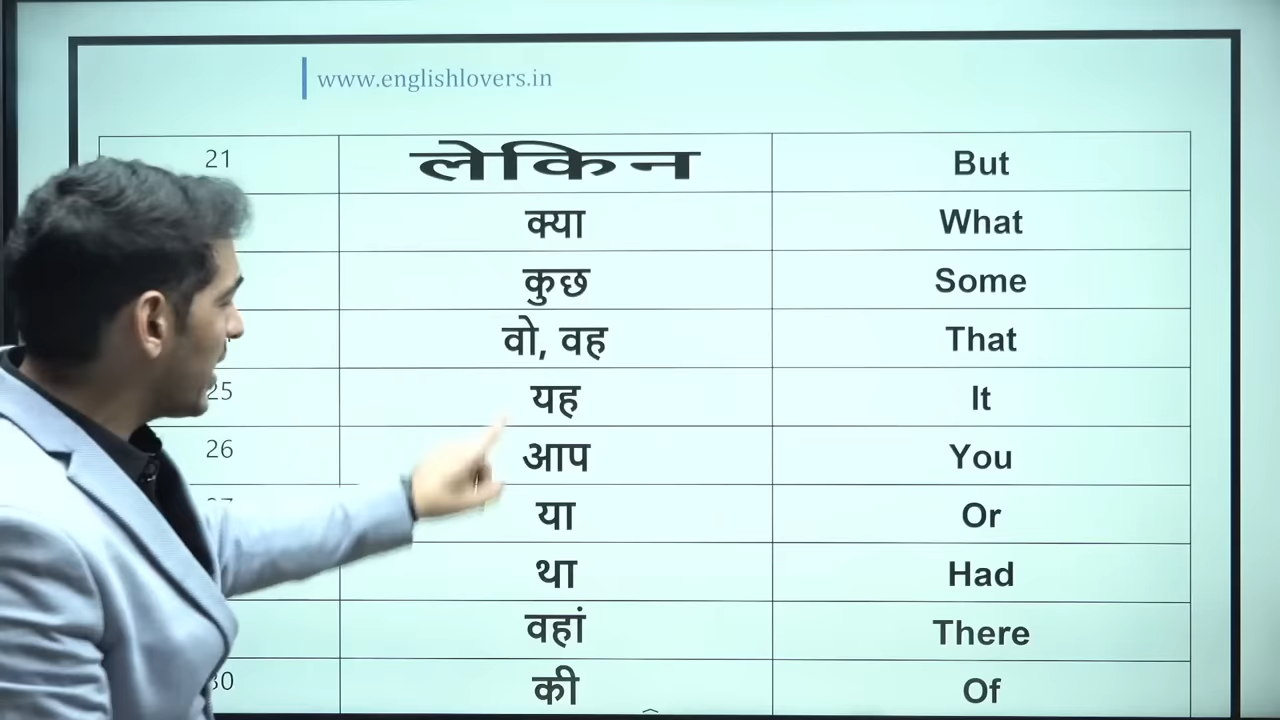 www.englishlovers.in
21 लेकिन But
क्या What
कुछ Some
वो, वह That
25 यह It
26 आप You
या Or
था Had
वहां There
30 की Of